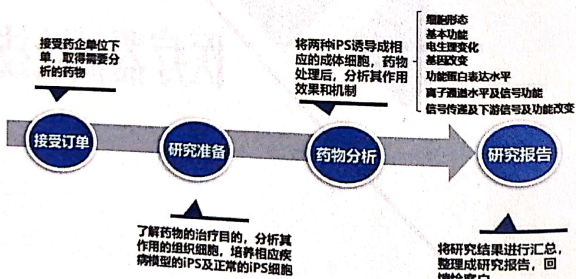 接受药企单位下
单，取得需要分
析的药物
将两种iPS诱导成相
应的成体细胞，药物
处理后，分析其作用
效果和机制
细胞形态
基本功能
电生理变化
基因改变
功能蛋白表达水平
离子通道水平及信号功能
信号传递及下游信号及功能改变
接受订单
研究准备
药物分析
研究报告
了解药物的治疗目的，分析其
作用的组织细胞，培养相应疾
病模型的iPS及正常的iPS细胞
将研究结果进行汇总，
整理成研究报告，回
馈给客户